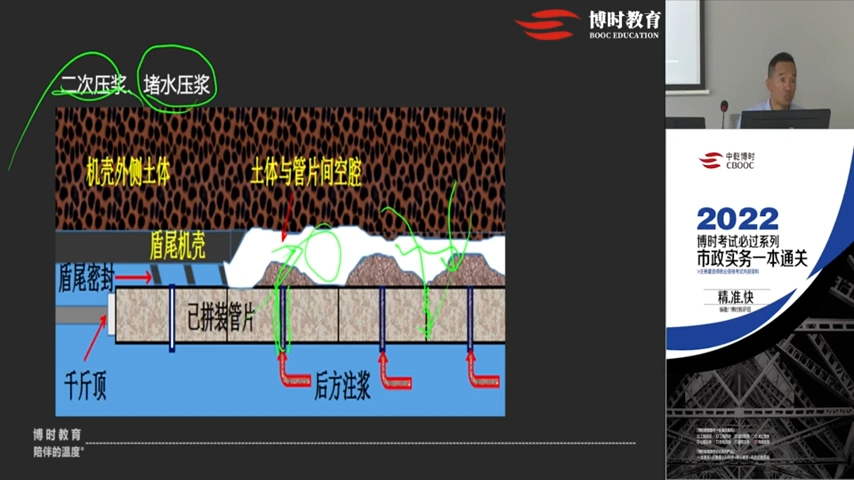 博时教育
BOOC EDUCATION
二次压浆、堵水压浆
机壳外侧土体
土体与管片间空腔
盾尾机壳
盾尾密封
已拼装管片
千斤顶
后方注浆
博时教育
陪伴的温度
中乾博时
CBOOC
2022
博时考试必过系列
市政实务一本通关
精,准,快